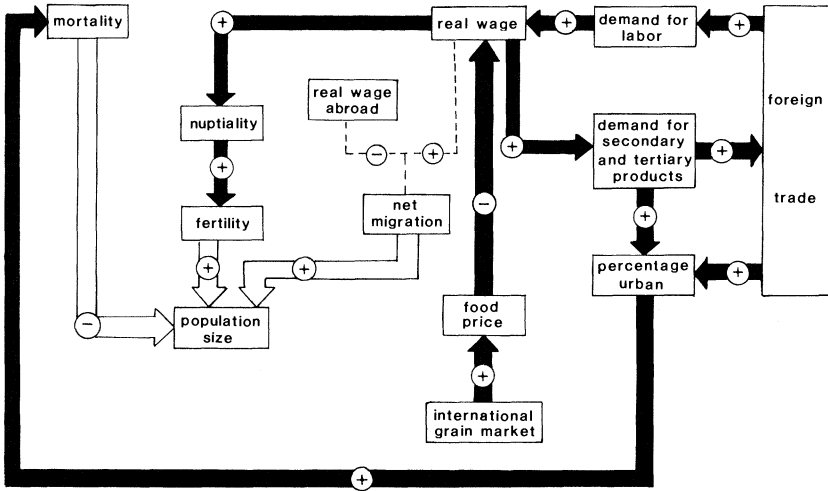 mortality
+
real wage
+
demand for
labor
+
foreign
trade
real wage
abroad
nuptiality
−
+
+
demand for
secondary
and tertiary
products
+
+
net
migration
−
+
fertility
+
+
percentage
urban
+
food
price
−
population
size
+
international
grain market
+